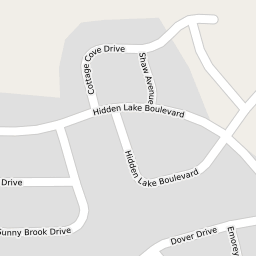 Cottage Cove Drive
Shaw Avenue
Hidden Lake Boulevard
Hidden Lake Boulevard
Drive
Sunny Brook Drive
Dover Drive
Emorey